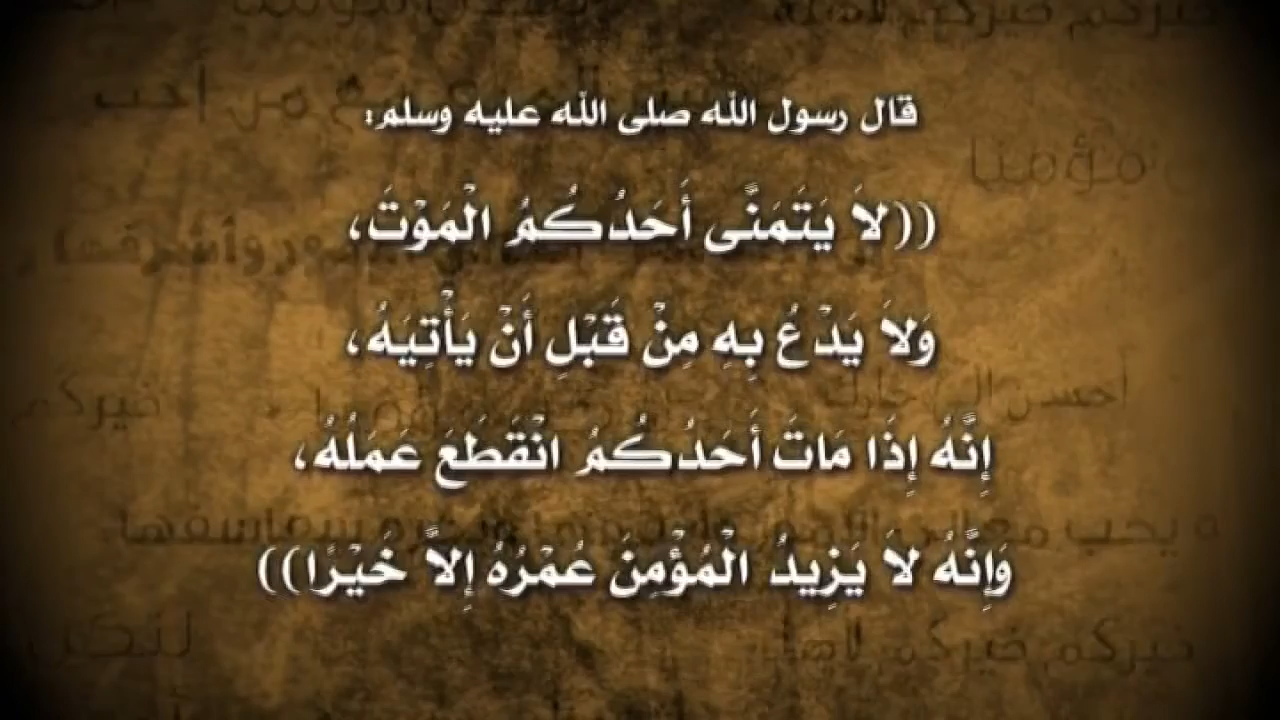 قال رسول الله صلى الله عليه وسلم:
((لاَ يَتَمَنَّى أَحَدُكُمُ الْمَوْتَ،
وَلاَ يَدْعُ بِهِ مِنْ قَبْلِ أَنْ يَأْتِيَهُ،
إِنَّهُ إِذَا مَاتَ أَحَدُكُمُ انْقَطَعَ عَمَلُهُ،
وَإِنَّهُ لاَ يَزِيدُ الْمُؤْمِنَ عُمْرُهُ إِلاَّ خَيْرًا))